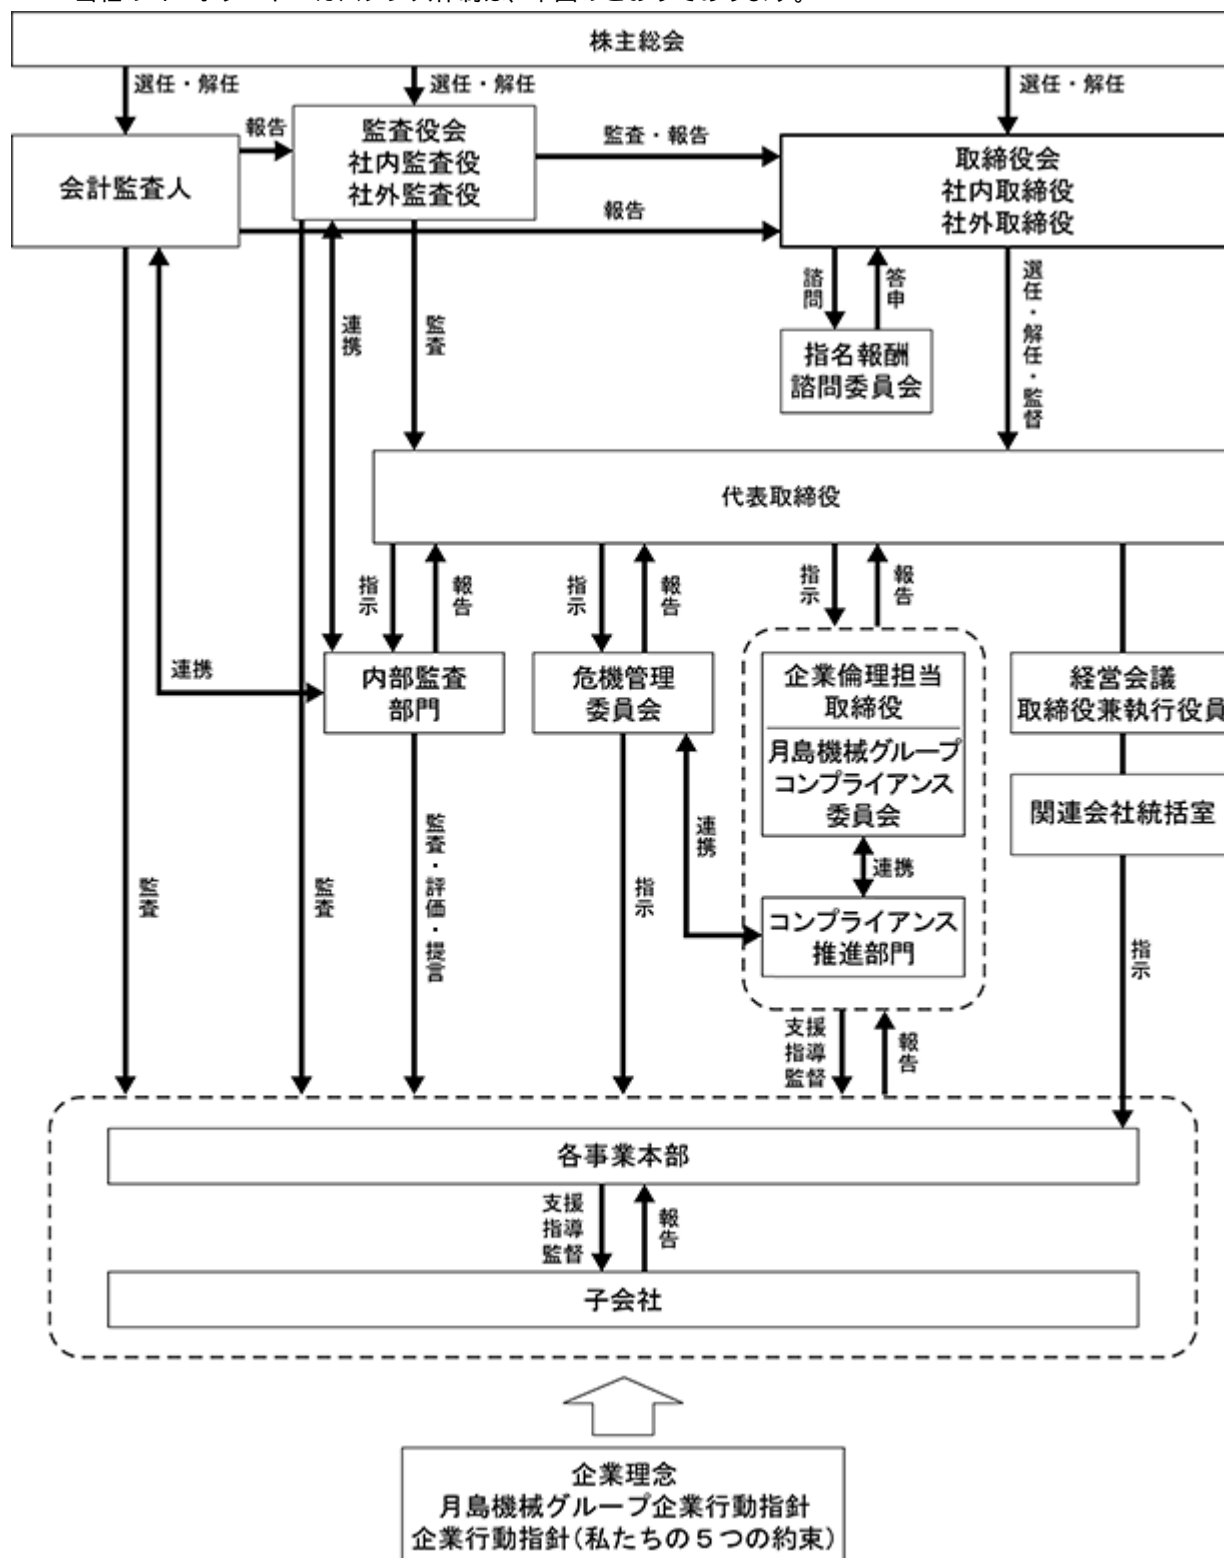 株主総会
選任・解任
選任・解任
選任・解任
会計監査人
報告
監査役会
社内監査役
社外監査役
監査・報告
報告
取締役会
社内取締役
社外取締役
連携
監査
諮問
答申
選任・解任・監督
指名報酬
諮問委員会
代表取締役
指示
報告
指示
報告
指示
報告
連携
内部監査
部門
危機管理
委員会
企業倫理担当
取締役
月島機械グループ
コンプライアンス
委員会
経営会議
取締役兼執行役員
関連会社統括室
監査
監査
監査・評価・提言
指示
連携
連携
コンプライアンス
推進部門
指示
支援
指導
監督
報告
各事業本部
支援
指導
監督
報告
子会社
企業理念
月島機械グループ企業行動指針
企業行動指針(私たちの5つの約束)